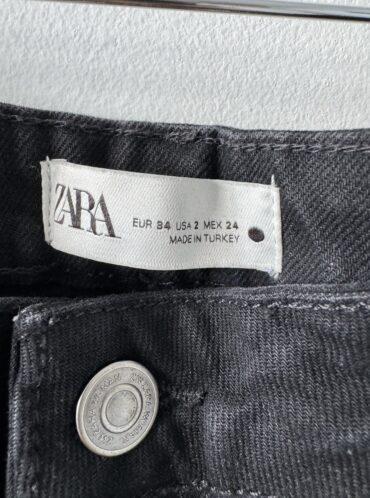 ZARA
EUR 34 USA 2 MEX 24
MADE IN TURKEY